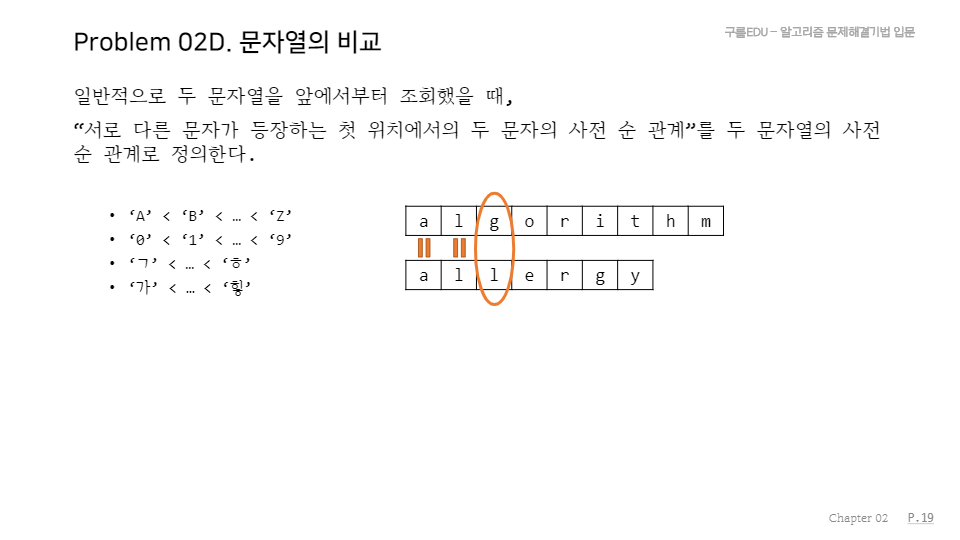 Problem 02D. 문자열의 비교
구름EDU – 알고리즘 문제해결기법 입문
일반적으로 두 문자열을 앞에서부터 조회했을 때,
“서로 다른 문자가 등장하는 첫 위치에서의 두 문자의 사전 순 관계”를 두 문자열의 사전
순 관계로 정의한다.
• ‘A’ < ‘B’ < … < ‘Z’
• ‘0’ < ‘1’ < … < ‘9’
• ‘ㄱ’ < … < ‘ㅎ’
• ‘가’ < … < ‘힣’
a l g o r i t h m
a l l e r g y
Chapter 02 P.19